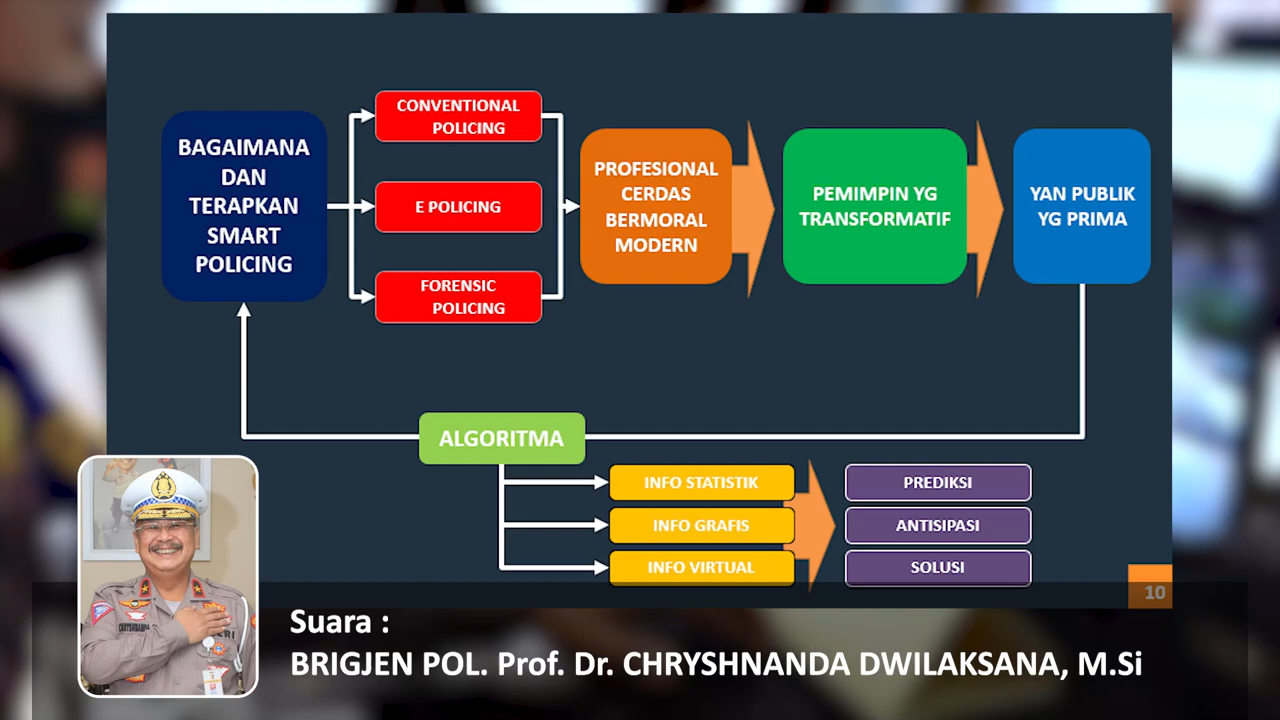 BAGAIMANA
DAN
TERAPKAN
SMART
POLICING
CONVENTIONAL
POLICING
E POLICING
FORENSIC
POLICING
PROFESIONAL
CERDAS
BERMORAL
MODERN
PEMIMPIN YG
TRANSFORMATIF
YAN PUBLIK
YG PRIMA
ALGORITMA
INFO STATISTIK
INFO GRAFIS
INFO VIRTUAL
PREDIKSI
ANTISIPASI
SOLUSI
10
Suara :
BRIGJEN POL. Prof. Dr. CHRYSHNANDA DWILAKSANA, M.Si